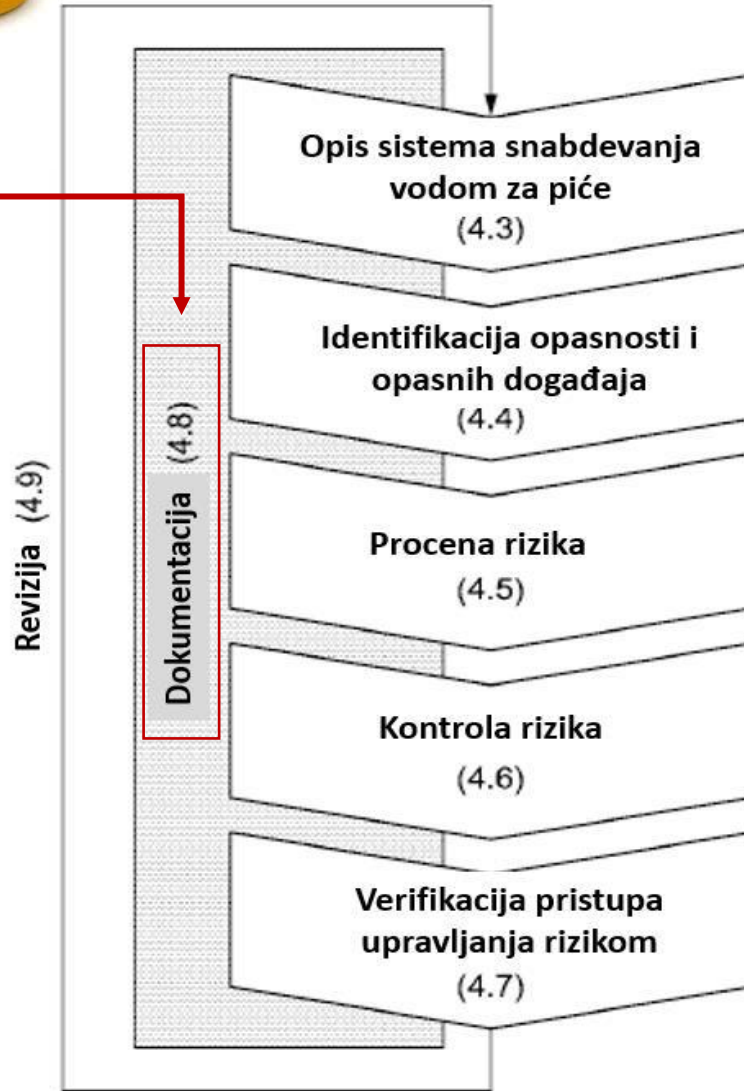 Opis sistema snabdevanja
vodom za piće
(4.3)
Identifikacija opasnosti i
opasnih događaja
(4.4)
Procena rizika
(4.5)
Kontrola rizika
(4.6)
Verifikacija pristupa
upravljanja rizikom
(4.7)
Dokumentacija (4.8)
Revizija (4.9)